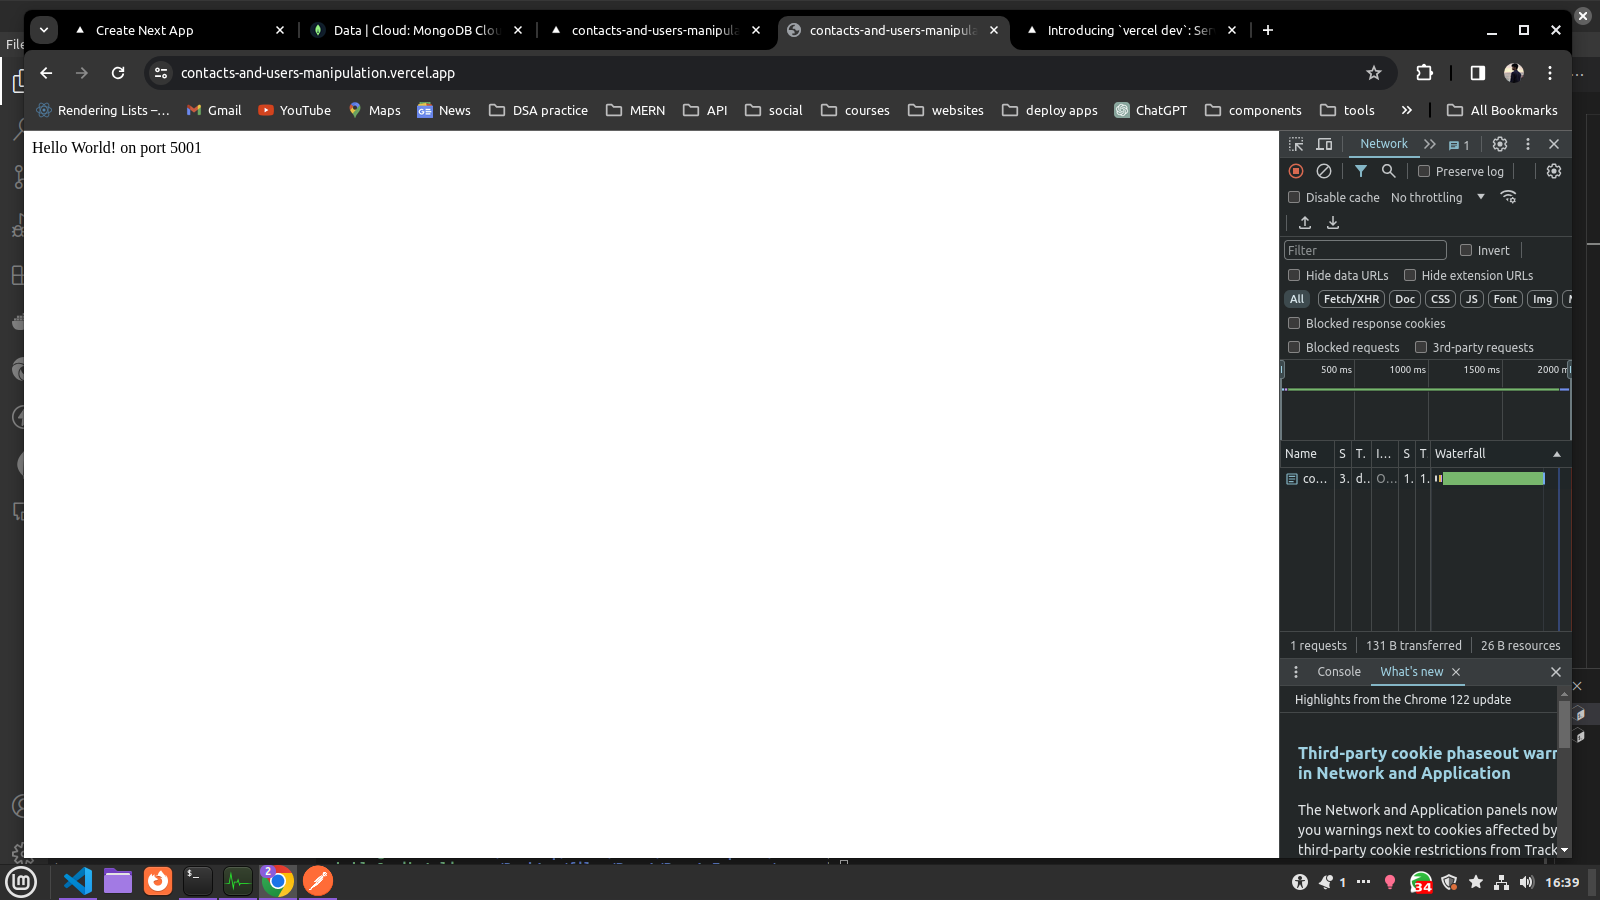 File
Create Next App
Data | Cloud: MongoDB Clou
contacts-and-users-manipula
contacts-and-users-manipula
Introducing `vercel dev`: Ser
contacts-and-users-manipulation.vercel.app
Rendering Lists –...
Gmail
YouTube
Maps
News
DSA practice
MERN
API
social
courses
websites
deploy apps
ChatGPT
components
tools
All Bookmarks
Hello World! on port 5001
Network
1
Preserve log
Disable cache
No throttling
Filter
Invert
Hide data URLs
Hide extension URLs
All
Fetch/XHR
Doc
CSS
JS
Font
Img
Blocked response cookies
Blocked requests
3rd-party requests
500 ms
1000 ms
1500 ms
2000 m
Name
S
T.
I...
S
T
Waterfall
co...
3.
d..
O...
1.
1.
1 requests
131 B transferred
26 B resources
Console
What's new
Highlights from the Chrome 122 update
Third-party cookie phaseout warr
in Network and Application
The Network and Application panels now
you warnings next to cookies affected by
third-party cookie restrictions from Track
2
1
34
16:39